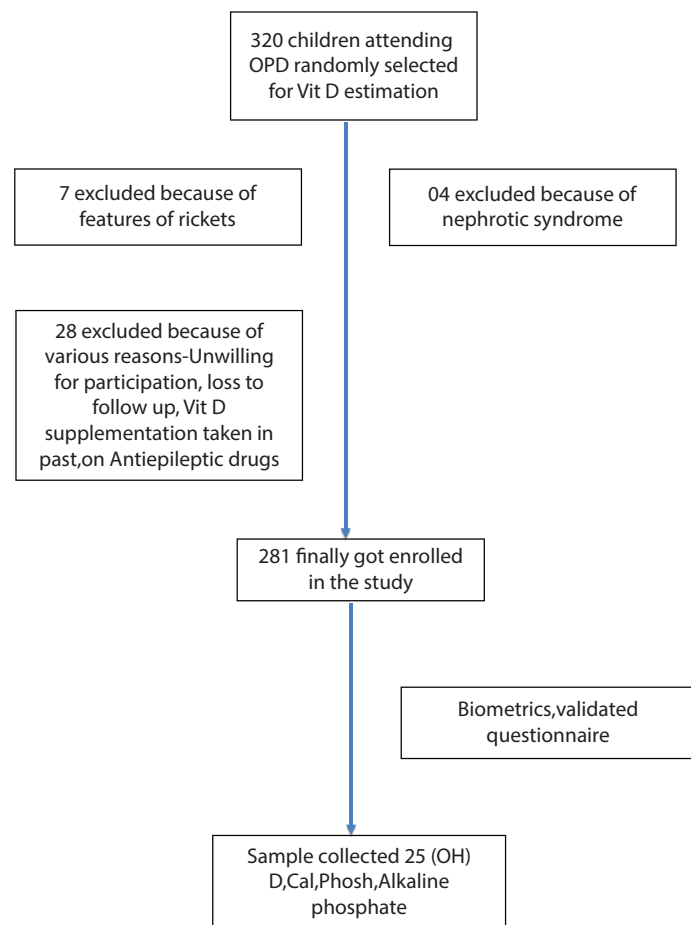 320 children attending
OPD randomly selected
for Vit D estimation
7 excluded because of
features of rickets
04 excluded because of
nephrotic syndrome
28 excluded because of
various reasons-Unwilling
for participation, loss to
follow up, Vit D
supplementation taken in
past,on Antiepileptic drugs
281 finally got enrolled
in the study
Biometrics,validated
questionnaire
Sample collected 25 (OH)
D,Cal,Phosh,Alkaline
phosphate